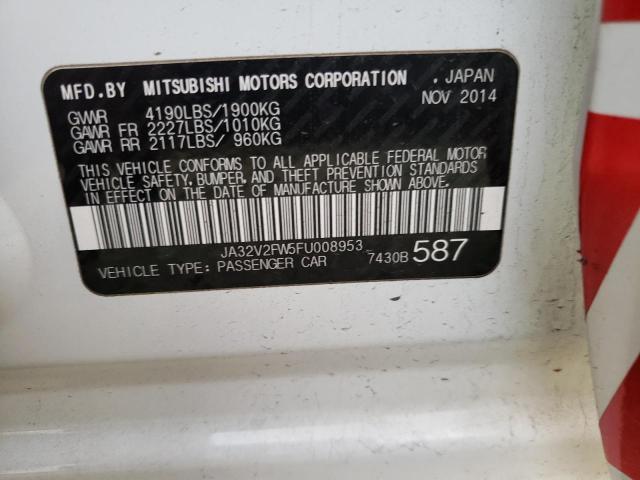 MFD.BY MITSUBISHI MOTORS CORPORATION , JAPAN
GVWR 4190LBS/1900KG NOV 2014
GAWR FR 2227LBS/1010KG
GAWR RR 2117LBS/ 960KG
THIS VEHICLE CONFORMS TO ALL APPLICABLE FEDERAL MOTOR
VEHICLE SAFETY, BUMPER, AND THEFT PREVENTION STANDARDS
IN EFFECT ON THE DATE OF MANUFACTURE SHOWN ABOVE.
JA32V2FW5FU008953
VEHICLE TYPE: PASSENGER CAR 7430B587